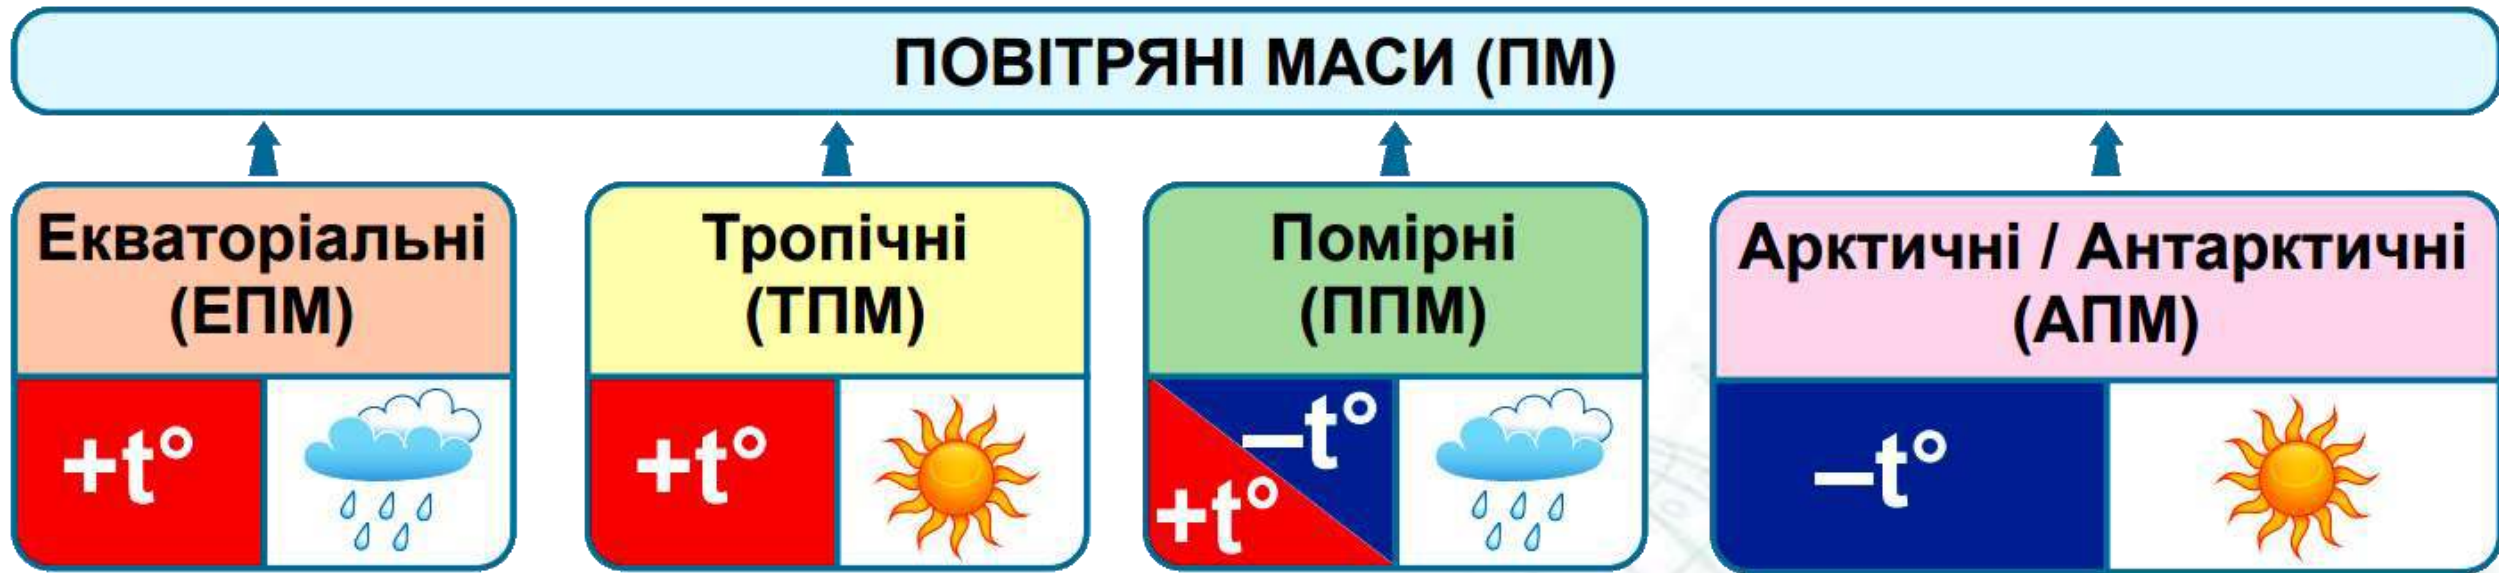 ПОВІТРЯНІ МАСИ (ПМ)
Екваторіальні
(ЕПМ)
+t°
Тропічні
(ТПМ)
+t°
Помірні
(ППМ)
–t°
+t°
Арктичні / Антарктичні
(АПМ)
–t°